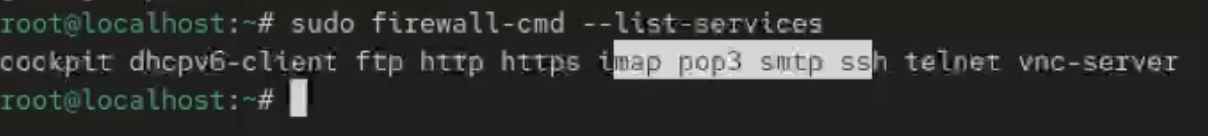 root@localhost:~# sudo firewall-cmd --list-services
cockpit dhcpv6-client ftp http https imap pop3 smtp ssh telnet vnc-server
root@localhost:~#